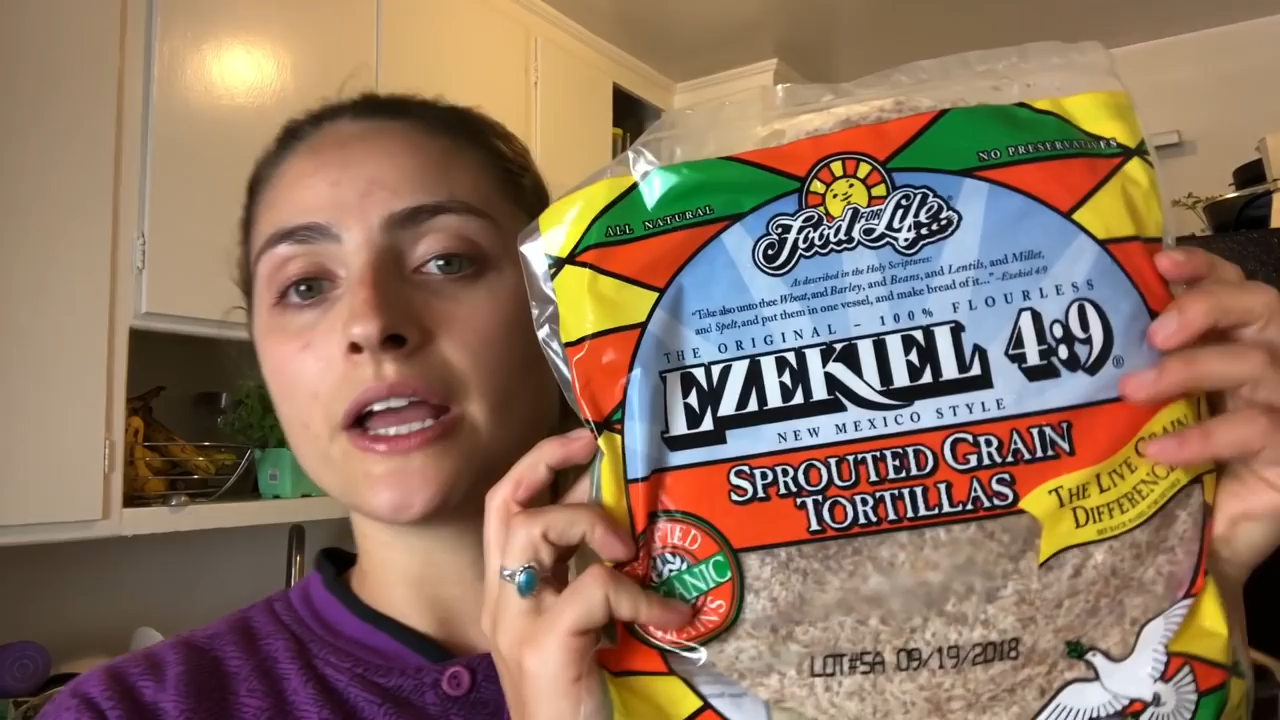 ALL NATURAL
NO PRESERVATIVES
Food FOR Life
As described in the Holy Scriptures:
"Take also unto thee Wheat, and Barley, and Beans, and Lentils, and Millet,
and Spelt, and put them in one vessel, and make bread of it..." –Ezekiel 4:9
THE ORIGINAL – 100% FLOURLESS
EZEKIEL 4:9®
NEW MEXICO STYLE
SPROUTED GRAIN
TORTILLAS
THE LIVE GRAIN
DIFFERENCE
LOT#5A 09/19/2018